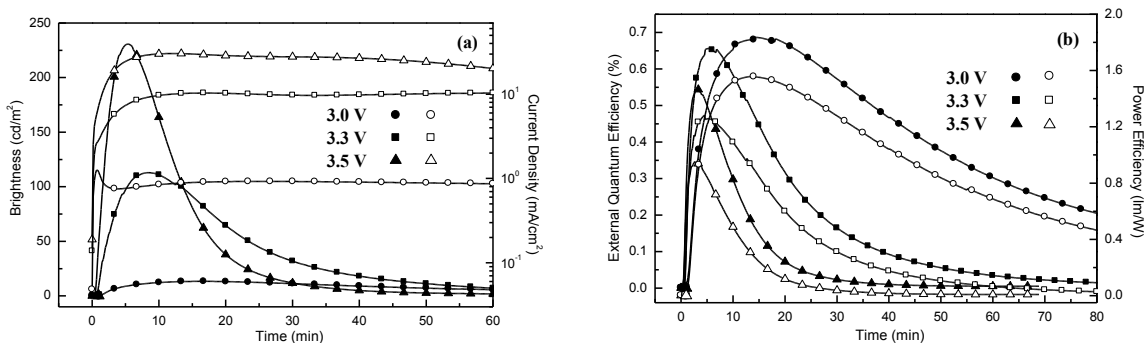 (a)
250
200
150
100
50
0
Brightness (cd/m²)
3.0 V
3.3 V
3.5 V
10¹
10⁰
10⁻¹
Current Density (mA/cm²)
0 10 20 30 40 50 60
Time (min)
(b)
0.7
0.6
0.5
0.4
0.3
0.2
0.1
0.0
External Quantum Efficiency (%)
3.0 V
3.3 V
3.5 V
2.0
1.6
1.2
0.8
0.4
0.0
Power Efficiency (lm/W)
0 10 20 30 40 50 60 70 80
Time (min)